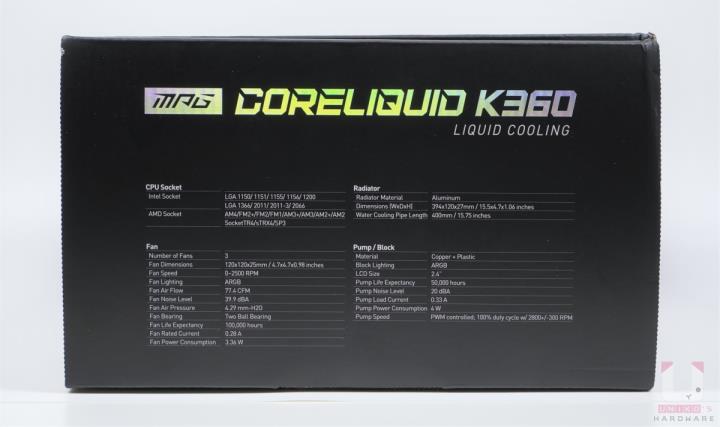 MPG CORELIQUID K360
LIQUID COOLING
CPU Socket
Intel Socket LGA 1150/ 1151/ 1155/ 1156/ 1200
LGA 1366/ 2011/ 2011-3/ 2066
AMD Socket AM4/FM2+/FM2/FM1/AM3+/AM3/AM2+/AM2
SocketTR4/sTRX4/SP3
Radiator
Radiator Material Aluminum
Dimensions (WxDxH) 394x120x27mm / 15.5x4.7x1.06 inches
Water Cooling Pipe Length 400mm / 15.75 inches
Fan
Number of Fans 3
Fan Dimensions 120x120x25mm / 4.7x4.7x0.98 inches
Fan Speed 0~2500 RPM
Fan Lighting ARGB
Fan Air Flow 77.4 CFM
Fan Noise Level 39.9 dBA
Fan Air Pressure 4.29 mm-H2O
Fan Bearing Two Ball Bearing
Fan Life Expectancy 100,000 hours
Fan Rated Current 0.28 A
Fan Power Consumption 3.36 W
Pump / Block
Material Copper + Plastic
Block Lighting ARGB
LCD Size 2.4"
Pump Life Expectancy 50,000 hours
Pump Noise Level 20 dBA
Pump Load Current 0.33 A
Pump Power Consumption 4 W
Pump Speed PWM controlled; 100% duty cycle w/ 2800+/-300 RPM
UNIKO'S
HARDWARE